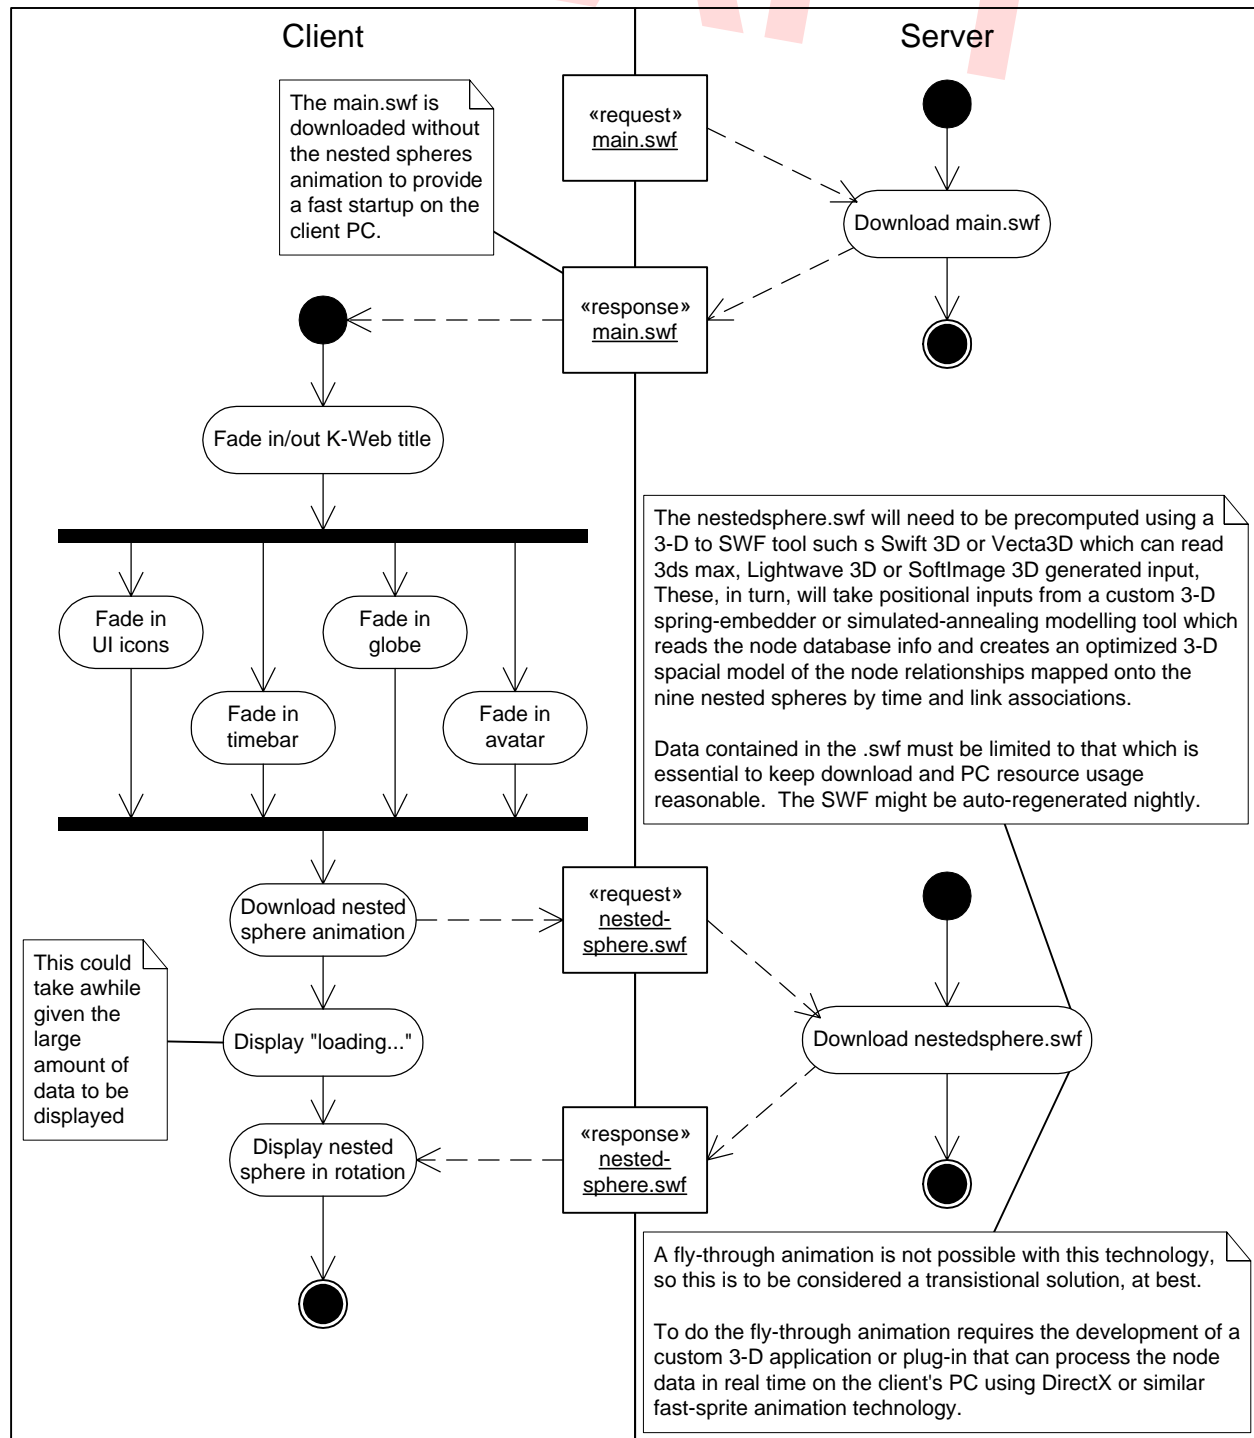 Client
Server
The main.swf is
downloaded without
the nested spheres
animation to provide
a fast startup on the
client PC.
«request»
main.swf
Download main.swf
«response»
main.swf
Fade in/out K-Web title
Fade in
UI icons
Fade in
globe
Fade in
timebar
Fade in
avatar
The nestedsphere.swf will need to be precomputed using a
3-D to SWF tool such s Swift 3D or Vecta3D which can read
3ds max, Lightwave 3D or SoftImage 3D generated input,
These, in turn, will take positional inputs from a custom 3-D
spring-embedder or simulated-annealing modelling tool which
reads the node database info and creates an optimized 3-D
spacial model of the node relationships mapped onto the
nine nested spheres by time and link associations.
Data contained in the .swf must be limited to that which is
essential to keep download and PC resource usage
reasonable.  The SWF might be auto-regenerated nightly.
Download nested
sphere animation
«request»
nested-
sphere.swf
This could
take awhile
given the
large
amount of
data to be
displayed
Display "loading..."
Download nestedsphere.swf
Display nested
sphere in rotation
«response»
nested-
sphere.swf
A fly-through animation is not possible with this technology,
so this is to be considered a transistional solution, at best.
To do the fly-through animation requires the development of a
custom 3-D application or plug-in that can process the node
data in real time on the client's PC using DirectX or similar
fast-sprite animation technology.